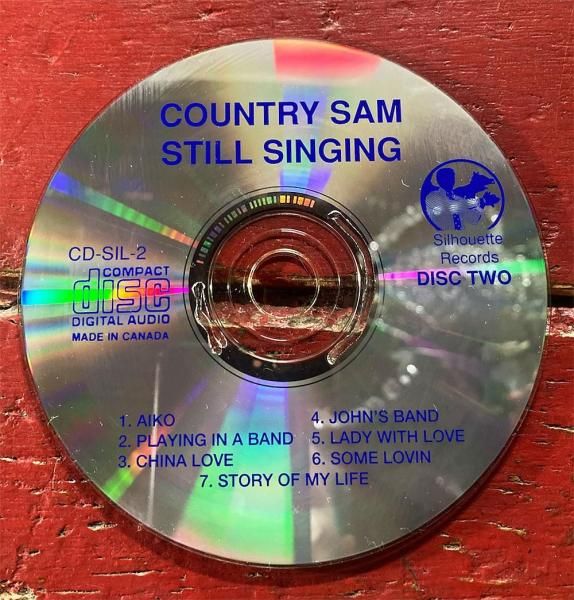 COUNTRY SAM
STILL SINGING
Silhouette
Records
DISC TWO
CD-SIL-2
COMPACT
disc
DIGITAL AUDIO
MADE IN CANADA
1. AIKO
2. PLAYING IN A BAND
3. CHINA LOVE
4. JOHN'S BAND
5. LADY WITH LOVE
6. SOME LOVIN
7. STORY OF MY LIFE